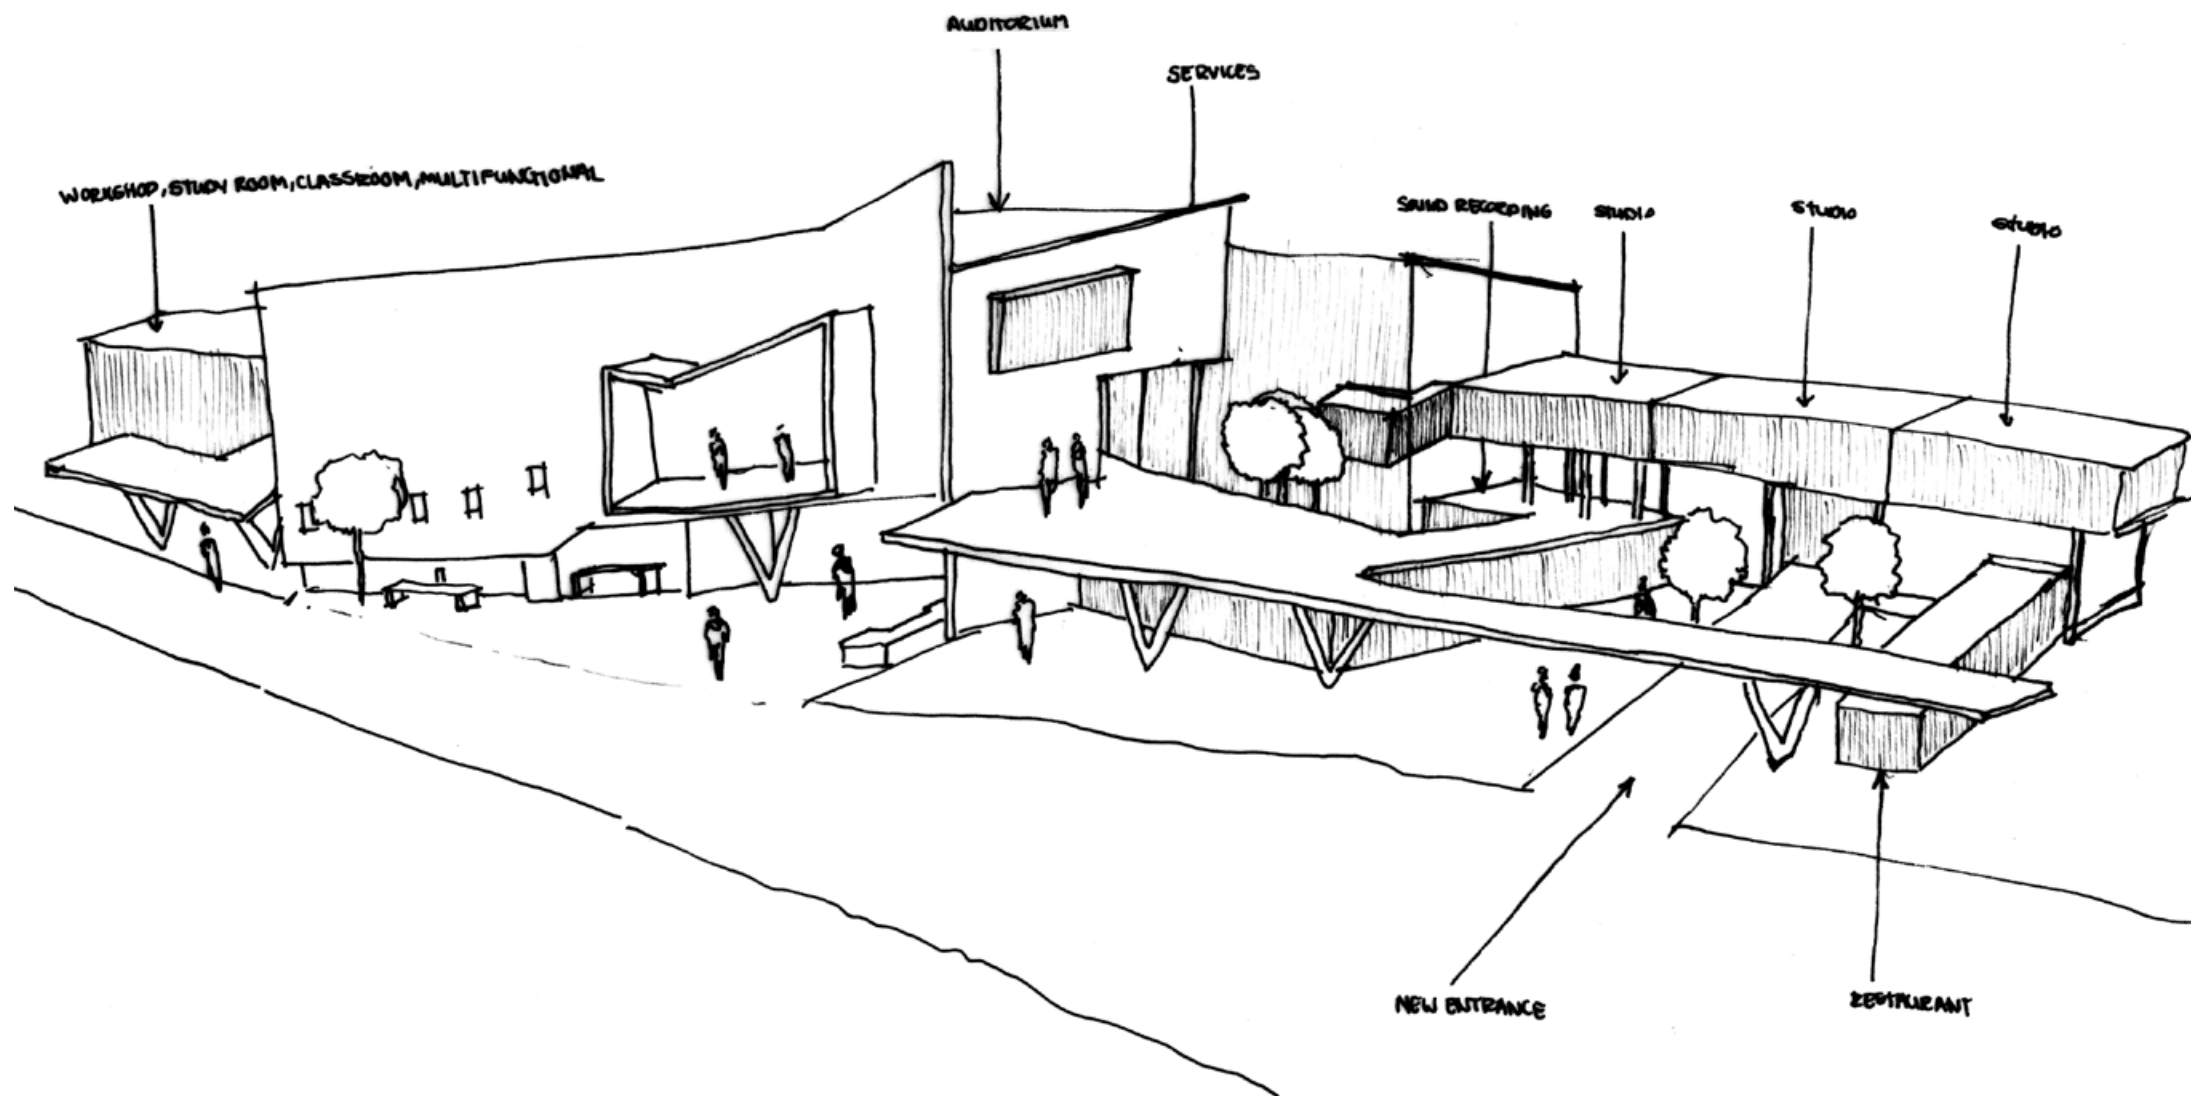 AUDITORIUM
SERVICES
WORKSHOP, STUDY ROOM, CLASSROOM, MULTIFUNCTIONAL
SOUND RECORDING
STUDIO
STUDIO
STUDIO
NEW ENTRANCE
RESTAURANT